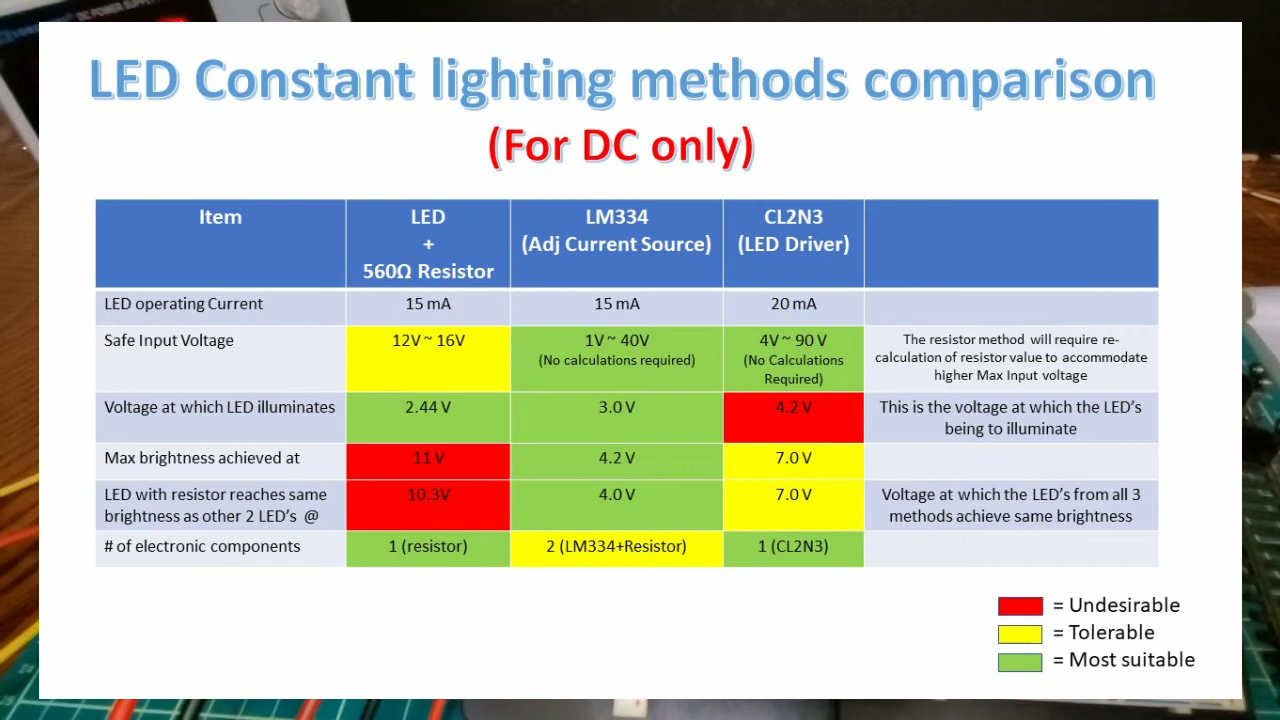 DC POWER SUPPLY
LED Constant lighting methods comparison
(For DC only)
Item
LED
+
560Ω Resistor
LM334
(Adj Current Source)
CL2N3
(LED Driver)
LED operating Current
15 mA
15 mA
20 mA
Safe Input Voltage
12V ~ 16V
1V ~ 40V
(No calculations required)
4V ~ 90 V
(No Calculations
Required)
The resistor method will require re-
calculation of resistor value to accommodate
higher Max Input voltage
Voltage at which LED illuminates
2.44 V
3.0 V
4.2 V
This is the voltage at which the LED's
being to illuminate
Max brightness achieved at
11 V
4.2 V
7.0 V
LED with resistor reaches same
brightness as other 2 LED's @
10.3V
4.0 V
7.0 V
Voltage at which the LED's from all 3
methods achieve same brightness
# of electronic components
1 (resistor)
2 (LM334+Resistor)
1 (CL2N3)
= Undesirable
= Tolerable
= Most suitable